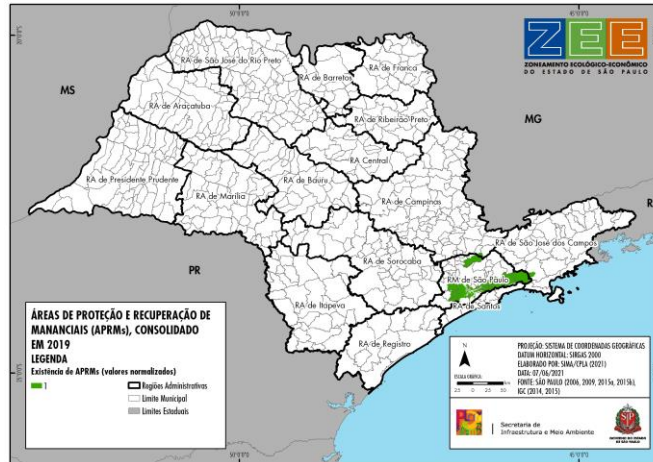 ZEE
ZONEAMENTO ECOLÓGICO-ECONÔMICO
DO ESTADO DE SÃO PAULO
MS
MG
PR
RA de São José do Rio Preto
RA de Barretos
RA de Franca
RA de Araçatuba
RA de Ribeirão Preto
RA Central
RA de Presidente Prudente
RA de Marília
RA de Bauru
RA de Campinas
RA de São José dos Campos
RA de Sorocaba
RM de São Paulo
RA de Itapeva
RA de Santos
RA de Registro
ÁREAS DE PROTEÇÃO E RECUPERAÇÃO DE
MANANCIAIS (APRMs), CONSOLIDADO
EM 2019
LEGENDA
Existência de APRMs (valores normalizados)
1
Regiões Administrativas
Limite Municipal
Limites Estaduais
N
ESCALA GRÁFICA
25 0 25
km
PROJEÇÃO: SISTEMA DE COORDENADAS GEOGRÁFICAS
DATUM HORIZONTAL: SIRGAS 2000
ELABORADO POR: SIMA/CPLA (2021)
DATA: 07/06/2021
FONTE: SÃO PAULO (2006, 2009, 2015a, 2015b),
IGC (2014, 2015)
Secretaria de
Infraestrutura e Meio Ambiente